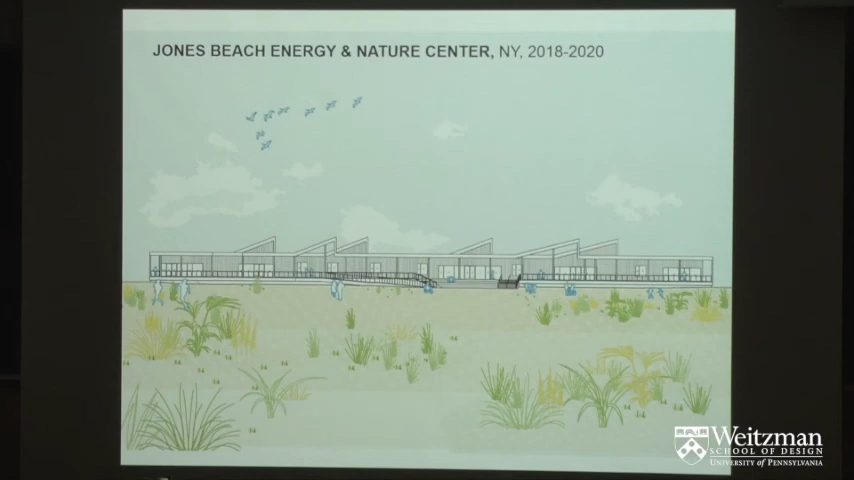 JONES BEACH ENERGY & NATURE CENTER, NY, 2018-2020
Weitzman
SCHOOL OF DESIGN
UNIVERSITY of PENNSYLVANIA